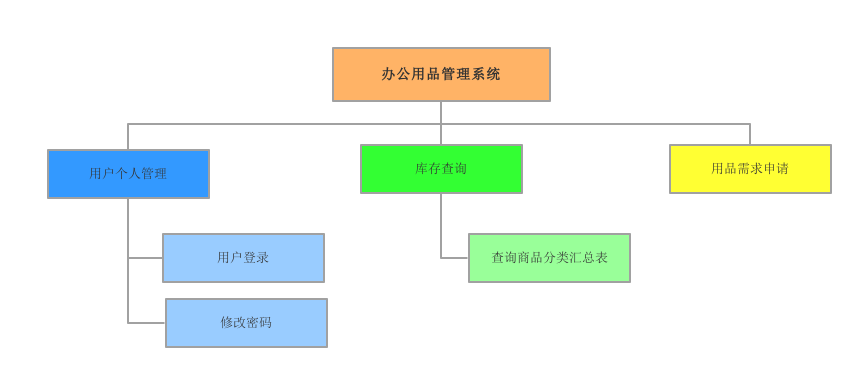 办公用品管理系统
用户个人管理
库存查询
用品需求申请
用户登录
查询商品分类汇总表
修改密码